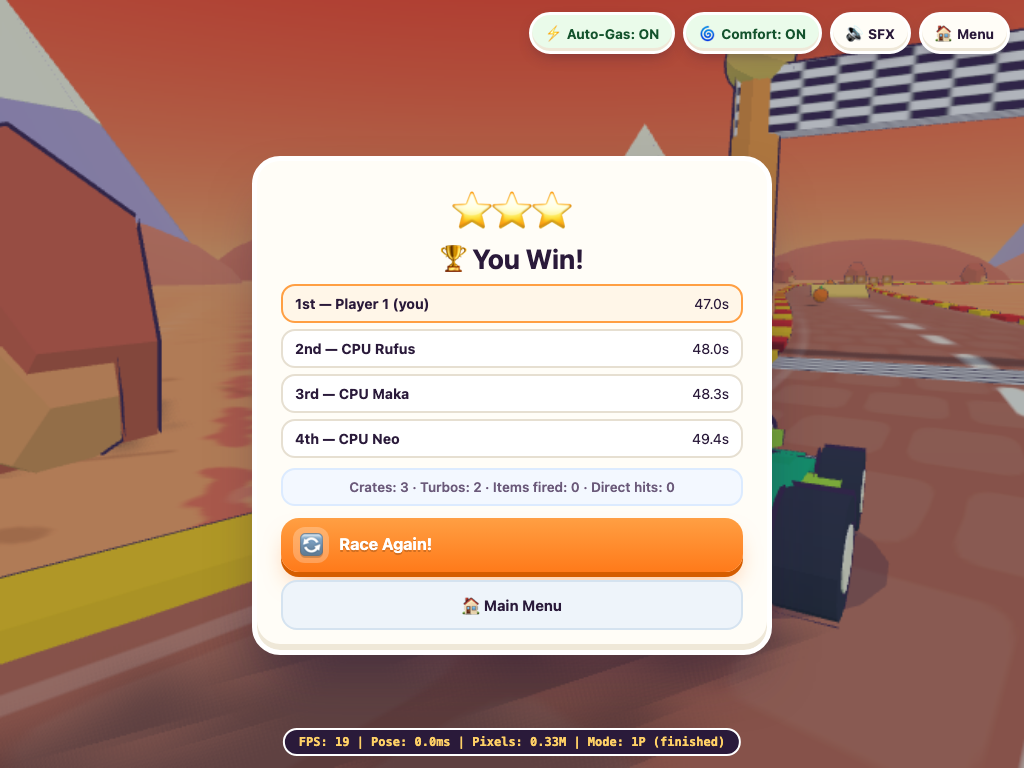 ⚡ Auto-Gas: ON
🌀 Comfort: ON
🔈 SFX
🏠 Menu
⭐⭐⭐
🏆 You Win!
1st — Player 1 (you) 47.0s
2nd — CPU Rufus 48.0s
3rd — CPU Maka 48.3s
4th — CPU Neo 49.4s
Crates: 3 · Turbos: 2 · Items fired: 0 · Direct hits: 0
🔄 Race Again!
🏠 Main Menu
FPS: 19 | Pose: 0.0ms | Pixels: 0.33M | Mode: 1P (finished)